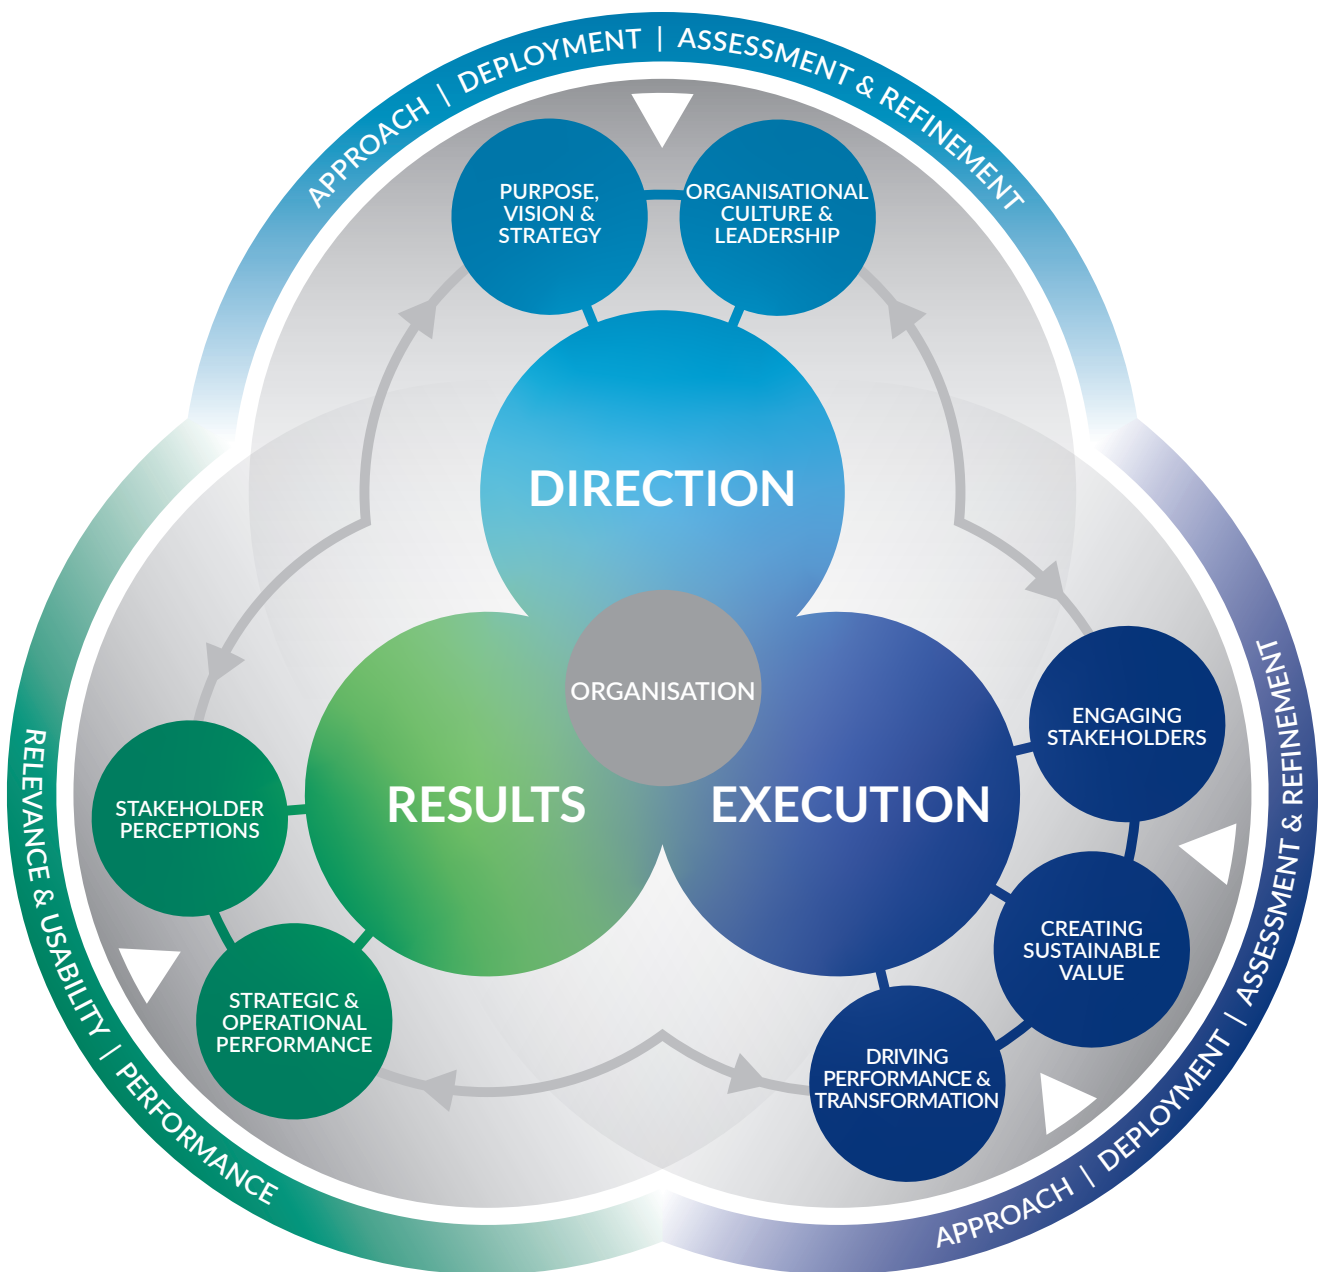 APPROACH | DEPLOYMENT | ASSESSMENT & REFINEMENT
PURPOSE,
VISION &
STRATEGY
ORGANISATIONAL
CULTURE &
LEADERSHIP
DIRECTION
ORGANISATION
RESULTS
EXECUTION
ENGAGING
STAKEHOLDERS
CREATING
SUSTAINABLE
VALUE
DRIVING
PERFORMANCE &
TRANSFORMATION
STAKEHOLDER
PERCEPTIONS
STRATEGIC &
OPERATIONAL
PERFORMANCE
RELEVANCE & USABILITY | PERFORMANCE
APPROACH | DEPLOYMENT | ASSESSMENT & REFINEMENT